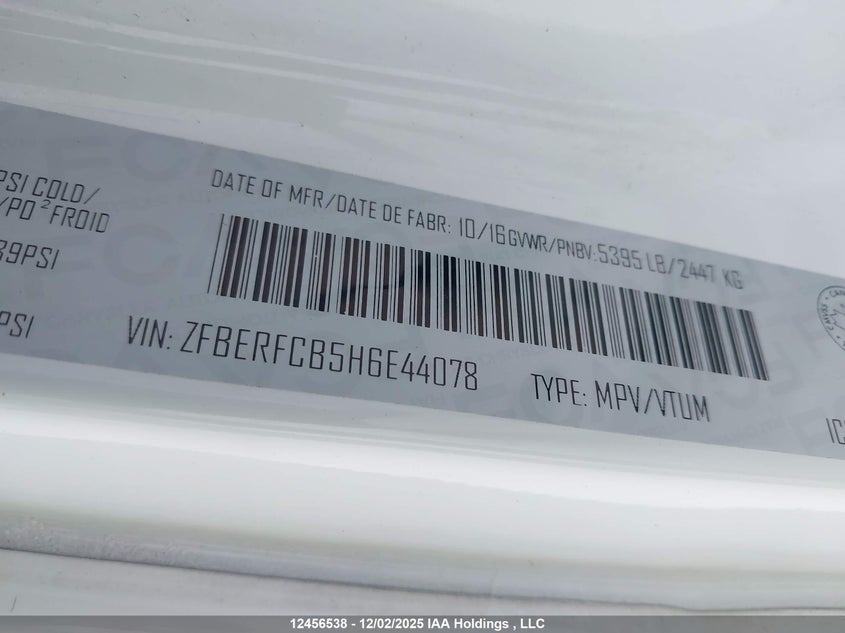 PSI COLD/
/PO² FROID
39PSI
PSI
DATE OF MFR/DATE DE FABR: 10/16 GVWR/PNBV: 5395 LB/2447 KG
VIN: ZFBERFCB5H6E44078 TYPE: MPV/VTUM
12456538 - 12/02/2025 IAA Holdings , LLC